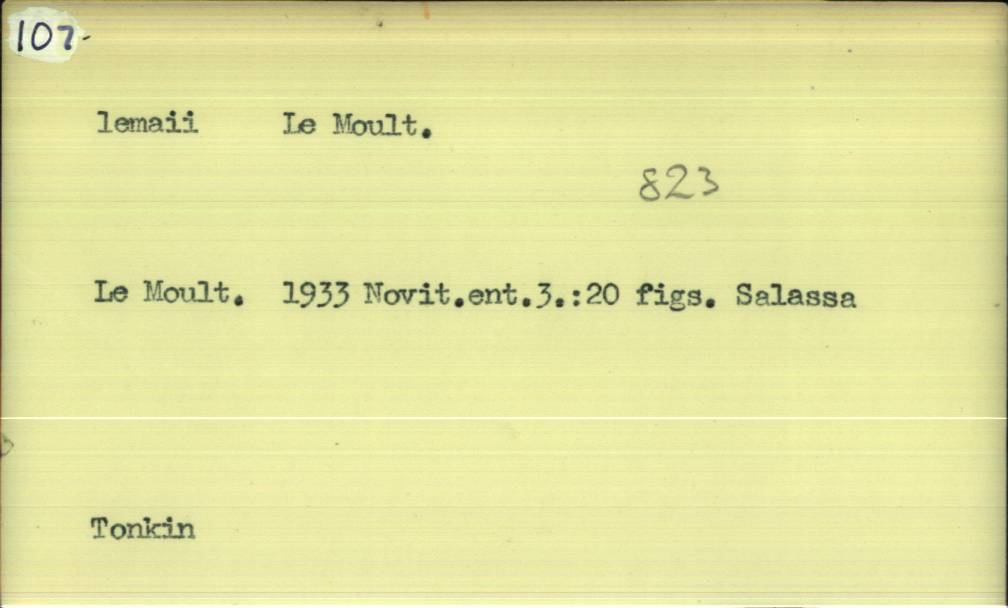 107-
lemaii Le Moult.
823
Le Moult. 1933 Novit.ent.3.:20 figs. Salassa
Tonkin